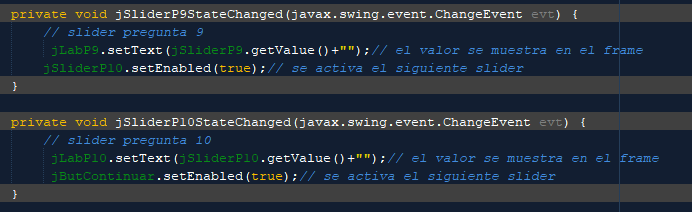 private void jSliderP9StateChanged(javax.swing.event.ChangeEvent evt) {
// slider pregunta 9
jLabP9.setText(jSliderP9.getValue()+"");// el valor se muestra en el frame
jSliderP10.setEnabled(true);// se activa el siguiente slider
}
private void jSliderP10StateChanged(javax.swing.event.ChangeEvent evt) {
// slider pregunta 10
jLabP10.setText(jSliderP10.getValue()+"");// el valor se muestra en el frame
jButContinuar.setEnabled(true);// se activa el siguiente slider
}